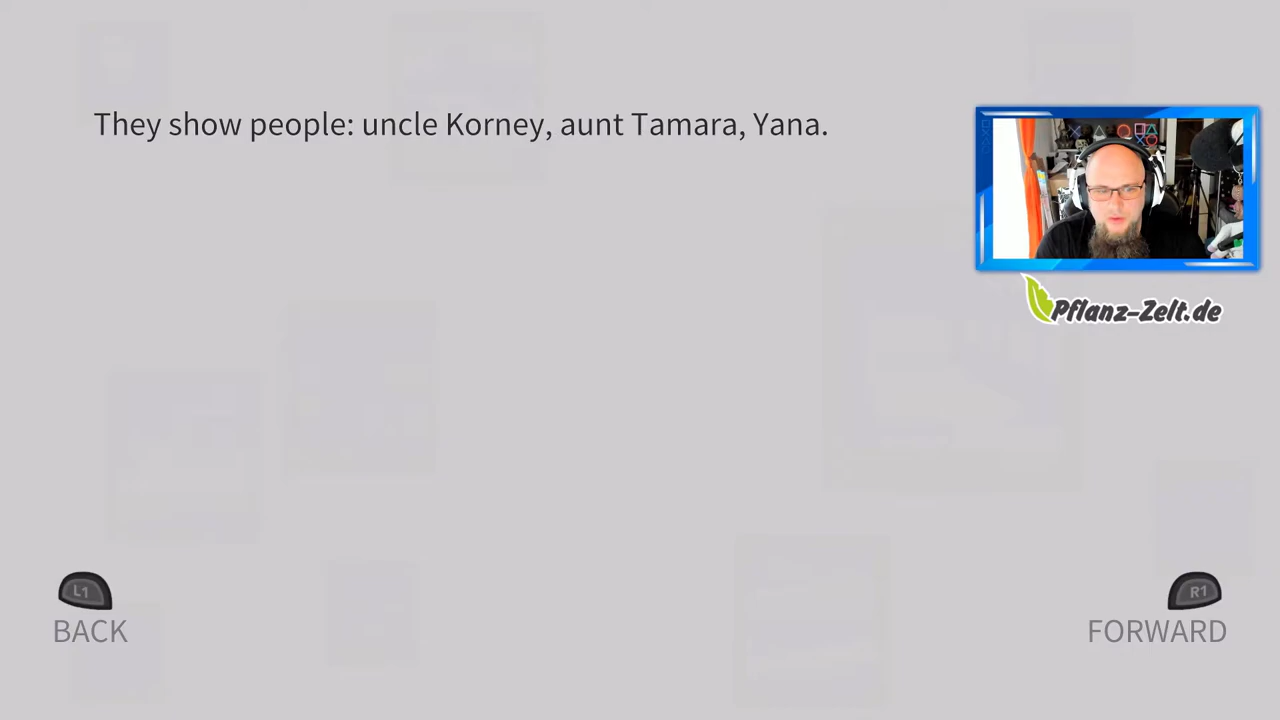 They show people: uncle Korney, aunt Tamara, Yana.
Pflanz-Zelt.de
L1
R1
BACK
FORWARD